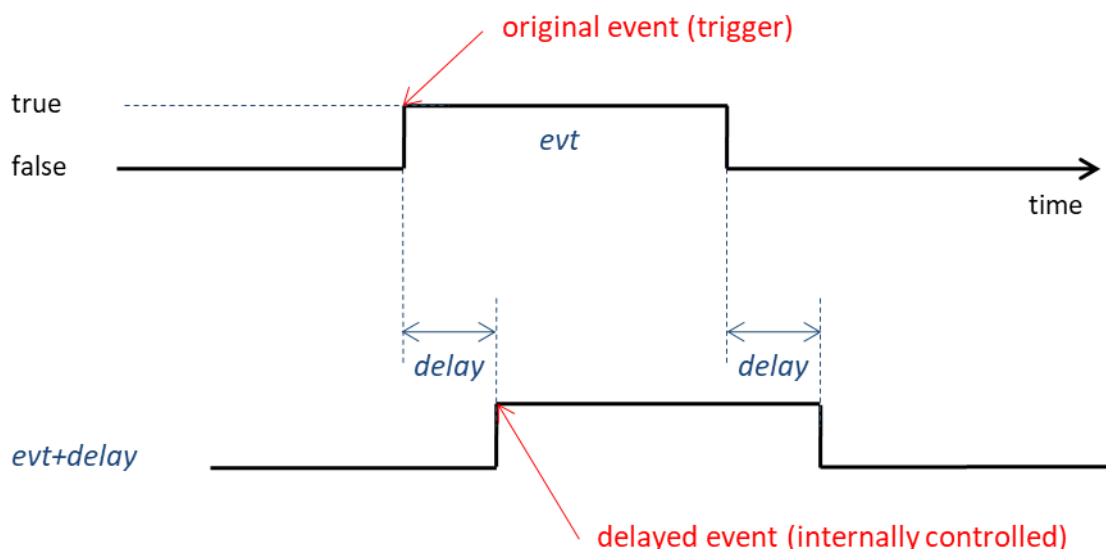 original event (trigger)
true
evt
false
time
delay
delay
evt+delay
delayed event (internally controlled)